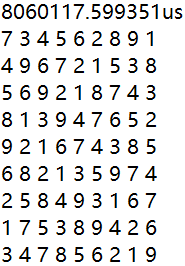 8060117.599351us
7 3 4 5 6 2 8 9 1
4 9 6 7 2 1 5 3 8
5 6 9 2 1 8 7 4 3
8 1 3 9 4 7 6 5 2
9 2 1 6 7 4 3 8 5
6 8 2 1 3 5 9 7 4
2 5 8 4 9 3 1 6 7
1 7 5 3 8 9 4 2 6
3 4 7 8 5 6 2 1 9